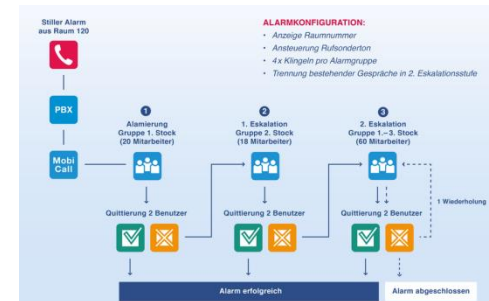 Stiller Alarm
aus Raum 120
ALARMKONFIGURATION:
• Anzeige Raumnummer
• Ansteuerung Rufsonderton
• 4x Klingeln pro Alarmgruppe
• Trennung bestehender Gespräche in 2. Eskalationsstufe
PBX
Mobi
Call
1
Alamierung
Gruppe 1. Stock
(20 Mitarbeiter)
2
1. Eskalation
Gruppe 2. Stock
(18 Mitarbeiter)
3
2. Eskalation
Gruppe 1.–3. Stock
(60 Mitarbeiter)
1 Wiederholung
Quittierung 2 Benutzer
Quittierung 2 Benutzer
Quittierung 2 Benutzer
Alarm erfolgreich
Alarm abgeschlossen